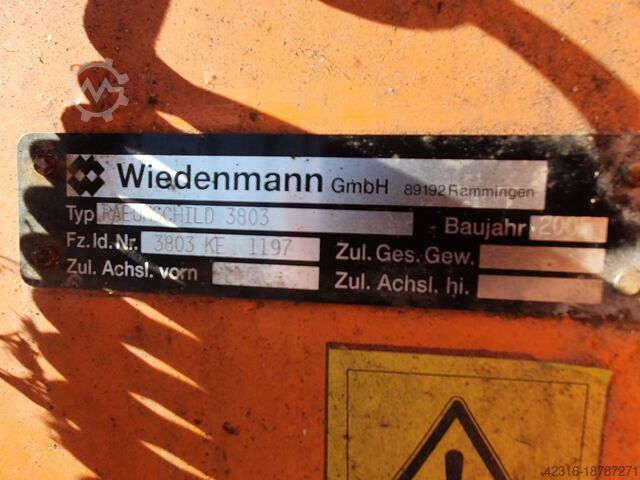 Wiedenmann GmbH 89192 Rammingen
Typ RAEUMSCHILD 3803 Baujahr
Fz. Id. Nr. 3803 KE 1197 Zul. Ges. Gew.
Zul. Achsl. vorn Zul. Achsl. hi.
42316-18787271